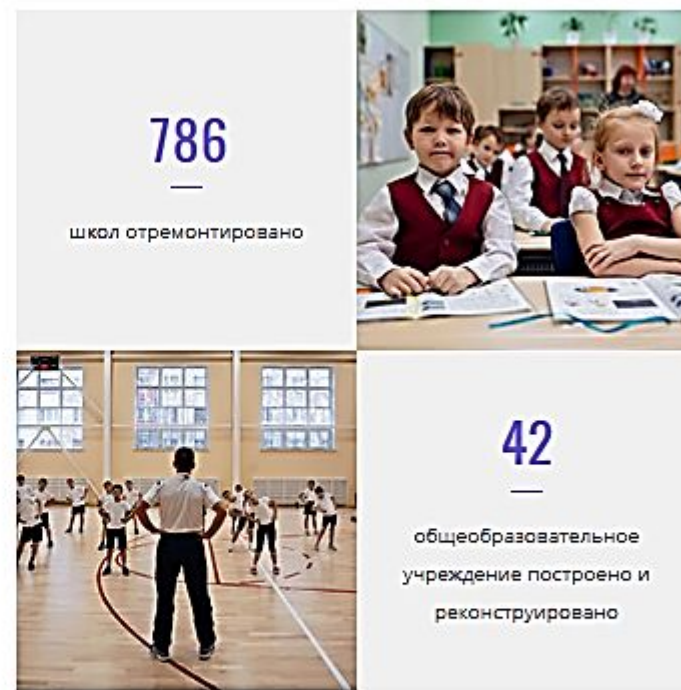 786
школ отремонтировано
42
общеобразовательное
учреждение построено и
реконструировано